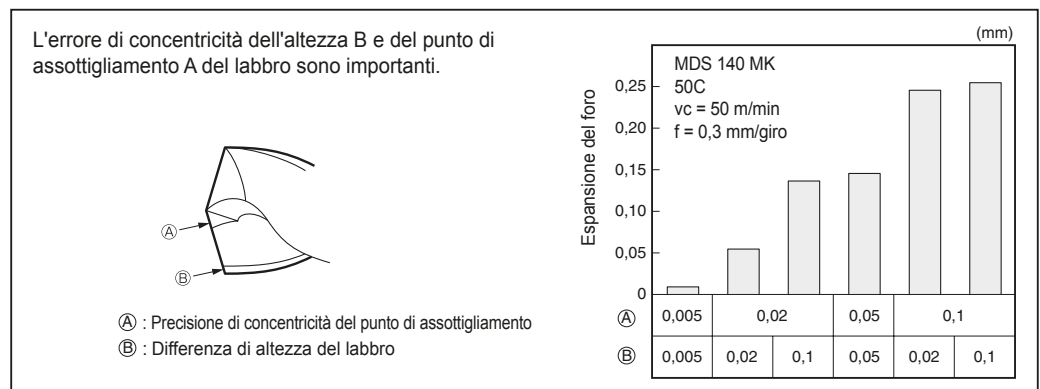 L'errore di concentricità dell'altezza B e del punto di
assottigliamento A del labbro sono importanti.
Ⓐ
Ⓑ
Ⓐ : Precisione di concentricità del punto di assottigliamento
Ⓑ : Differenza di altezza del labbro
(mm)
MDS 140 MK
50C
vc = 50 m/min
f = 0,3 mm/giro
Espansione del foro
0,25
0,20
0,15
0,10
0,05
0
Ⓐ 0,005 0,02 0,05 0,1
Ⓑ 0,005 0,02 0,1 0,05 0,02 0,1